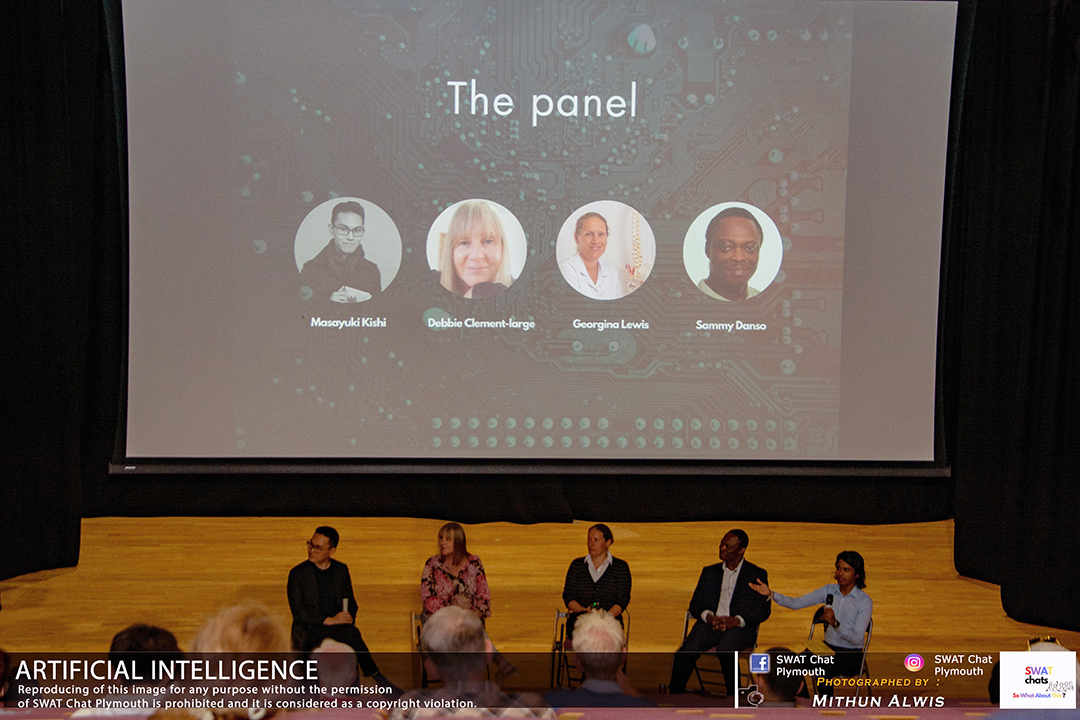 The panel
Masayuki Kishi
Debbie Clement-large
Georgina Lewis
Sammy Danso
ARTIFICIAL INTELLIGENCE
Reproducing of this image for any purpose without the permission
of SWAT Chat Plymouth is prohibited and it is considered as a copyright violation.
SWAT Chat
Plymouth
SWAT Chat
Plymouth
PHOTOGRAPHED BY :
MITHUN ALWIS
SWAT
chats
So What About This?